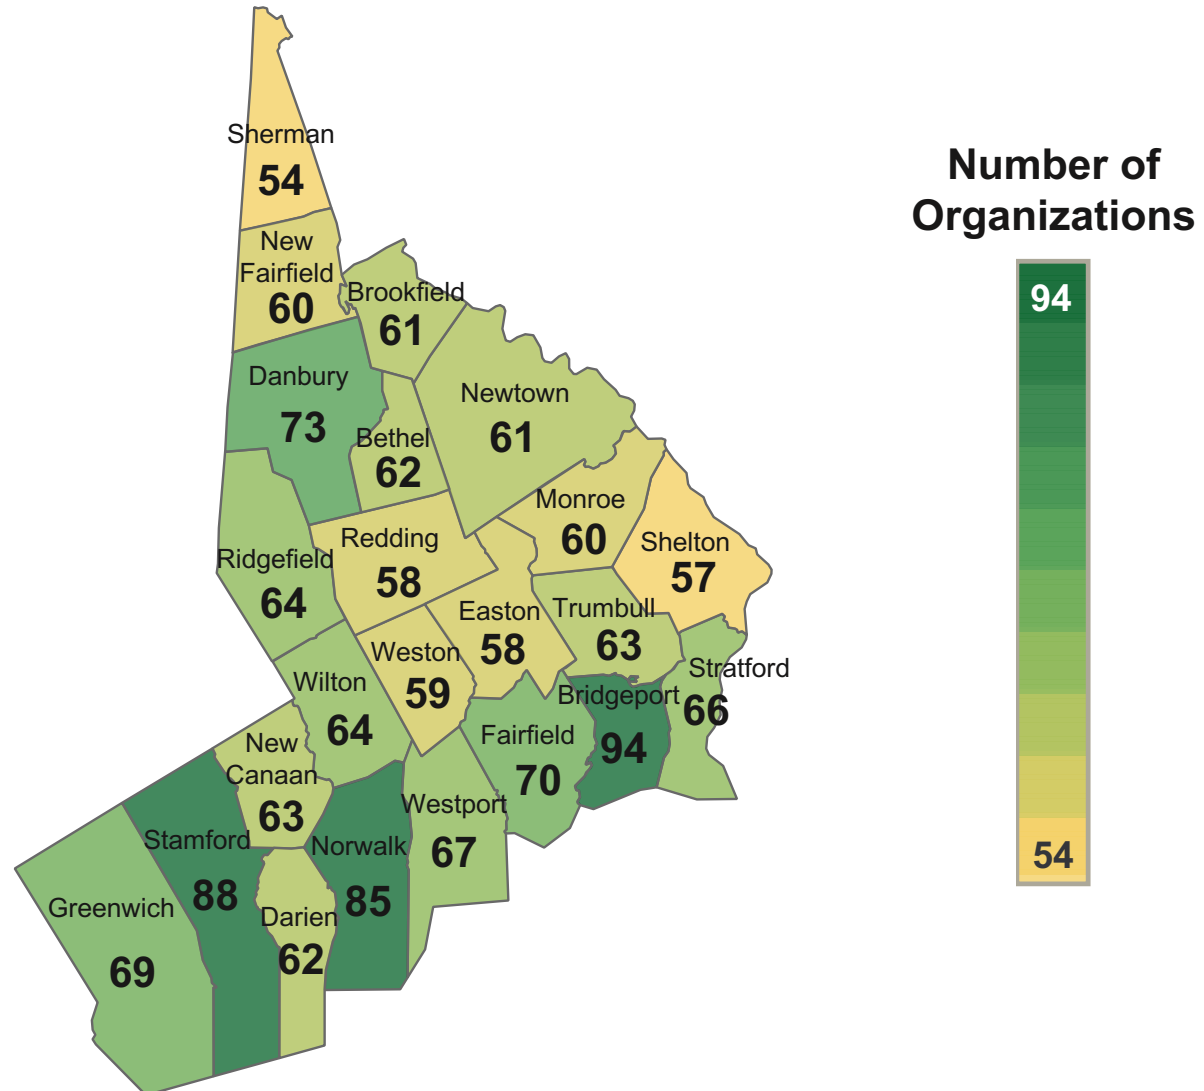 Sherman
54
New
Fairfield
60
Brookfield
61
Danbury
73
Bethel
62
Newtown
61
Monroe
60
Shelton
57
Redding
58
Ridgefield
64
Easton
58
Trumbull
63
Weston
59
Stratford
66
Wilton
64
Bridgeport
94
Fairfield
70
New
Canaan
63
Westport
67
Stamford
88
Norwalk
85
Darien
62
Greenwich
69
Number of
Organizations
94
54